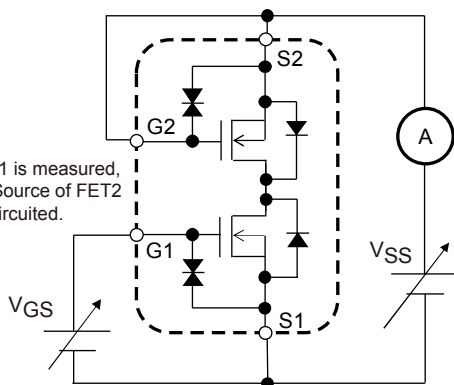 S2
G2
A
1 is measured,
Source of FET2
ircuited.
G1
VSS
VGS
S1